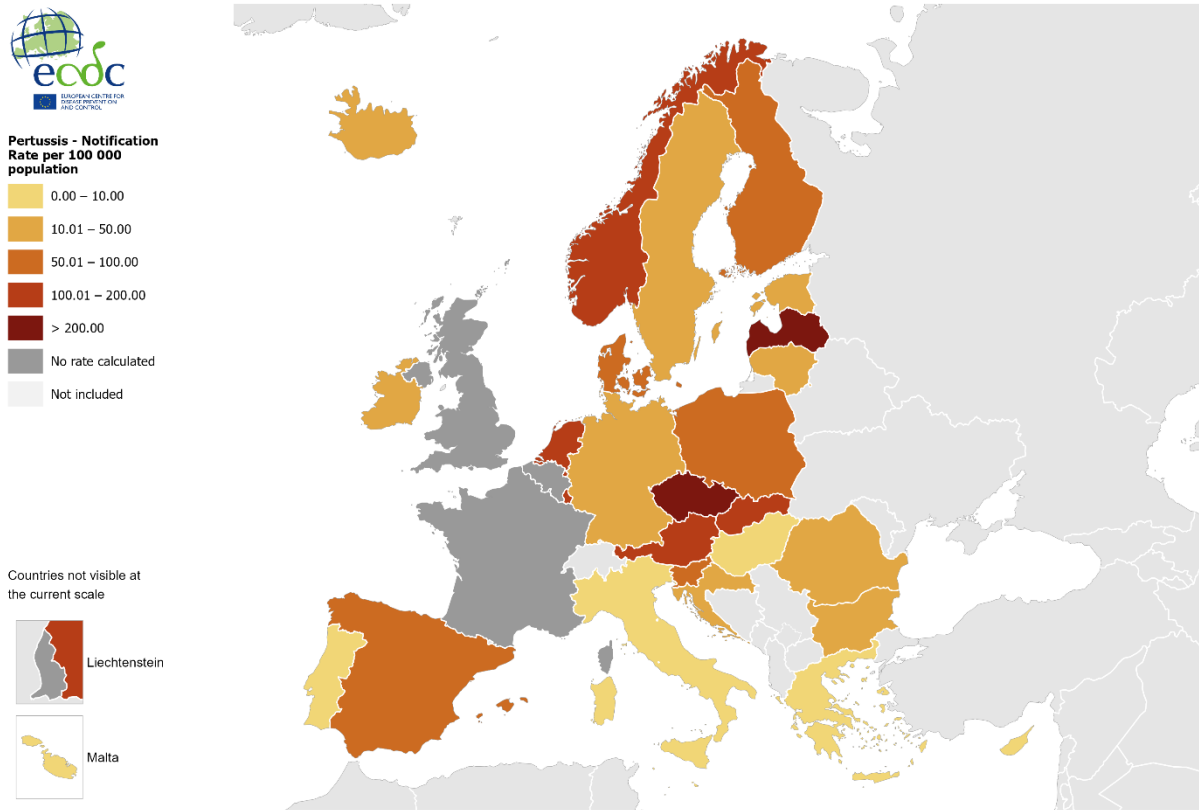 ecdc
EUROPEAN CENTRE FOR
DISEASE PREVENTION
AND CONTROL
Pertussis - Notification
Rate per 100 000
population
0.00 – 10.00
10.01 – 50.00
50.01 – 100.00
100.01 – 200.00
> 200.00
No rate calculated
Not included
Countries not visible at
the current scale
Liechtenstein
Malta